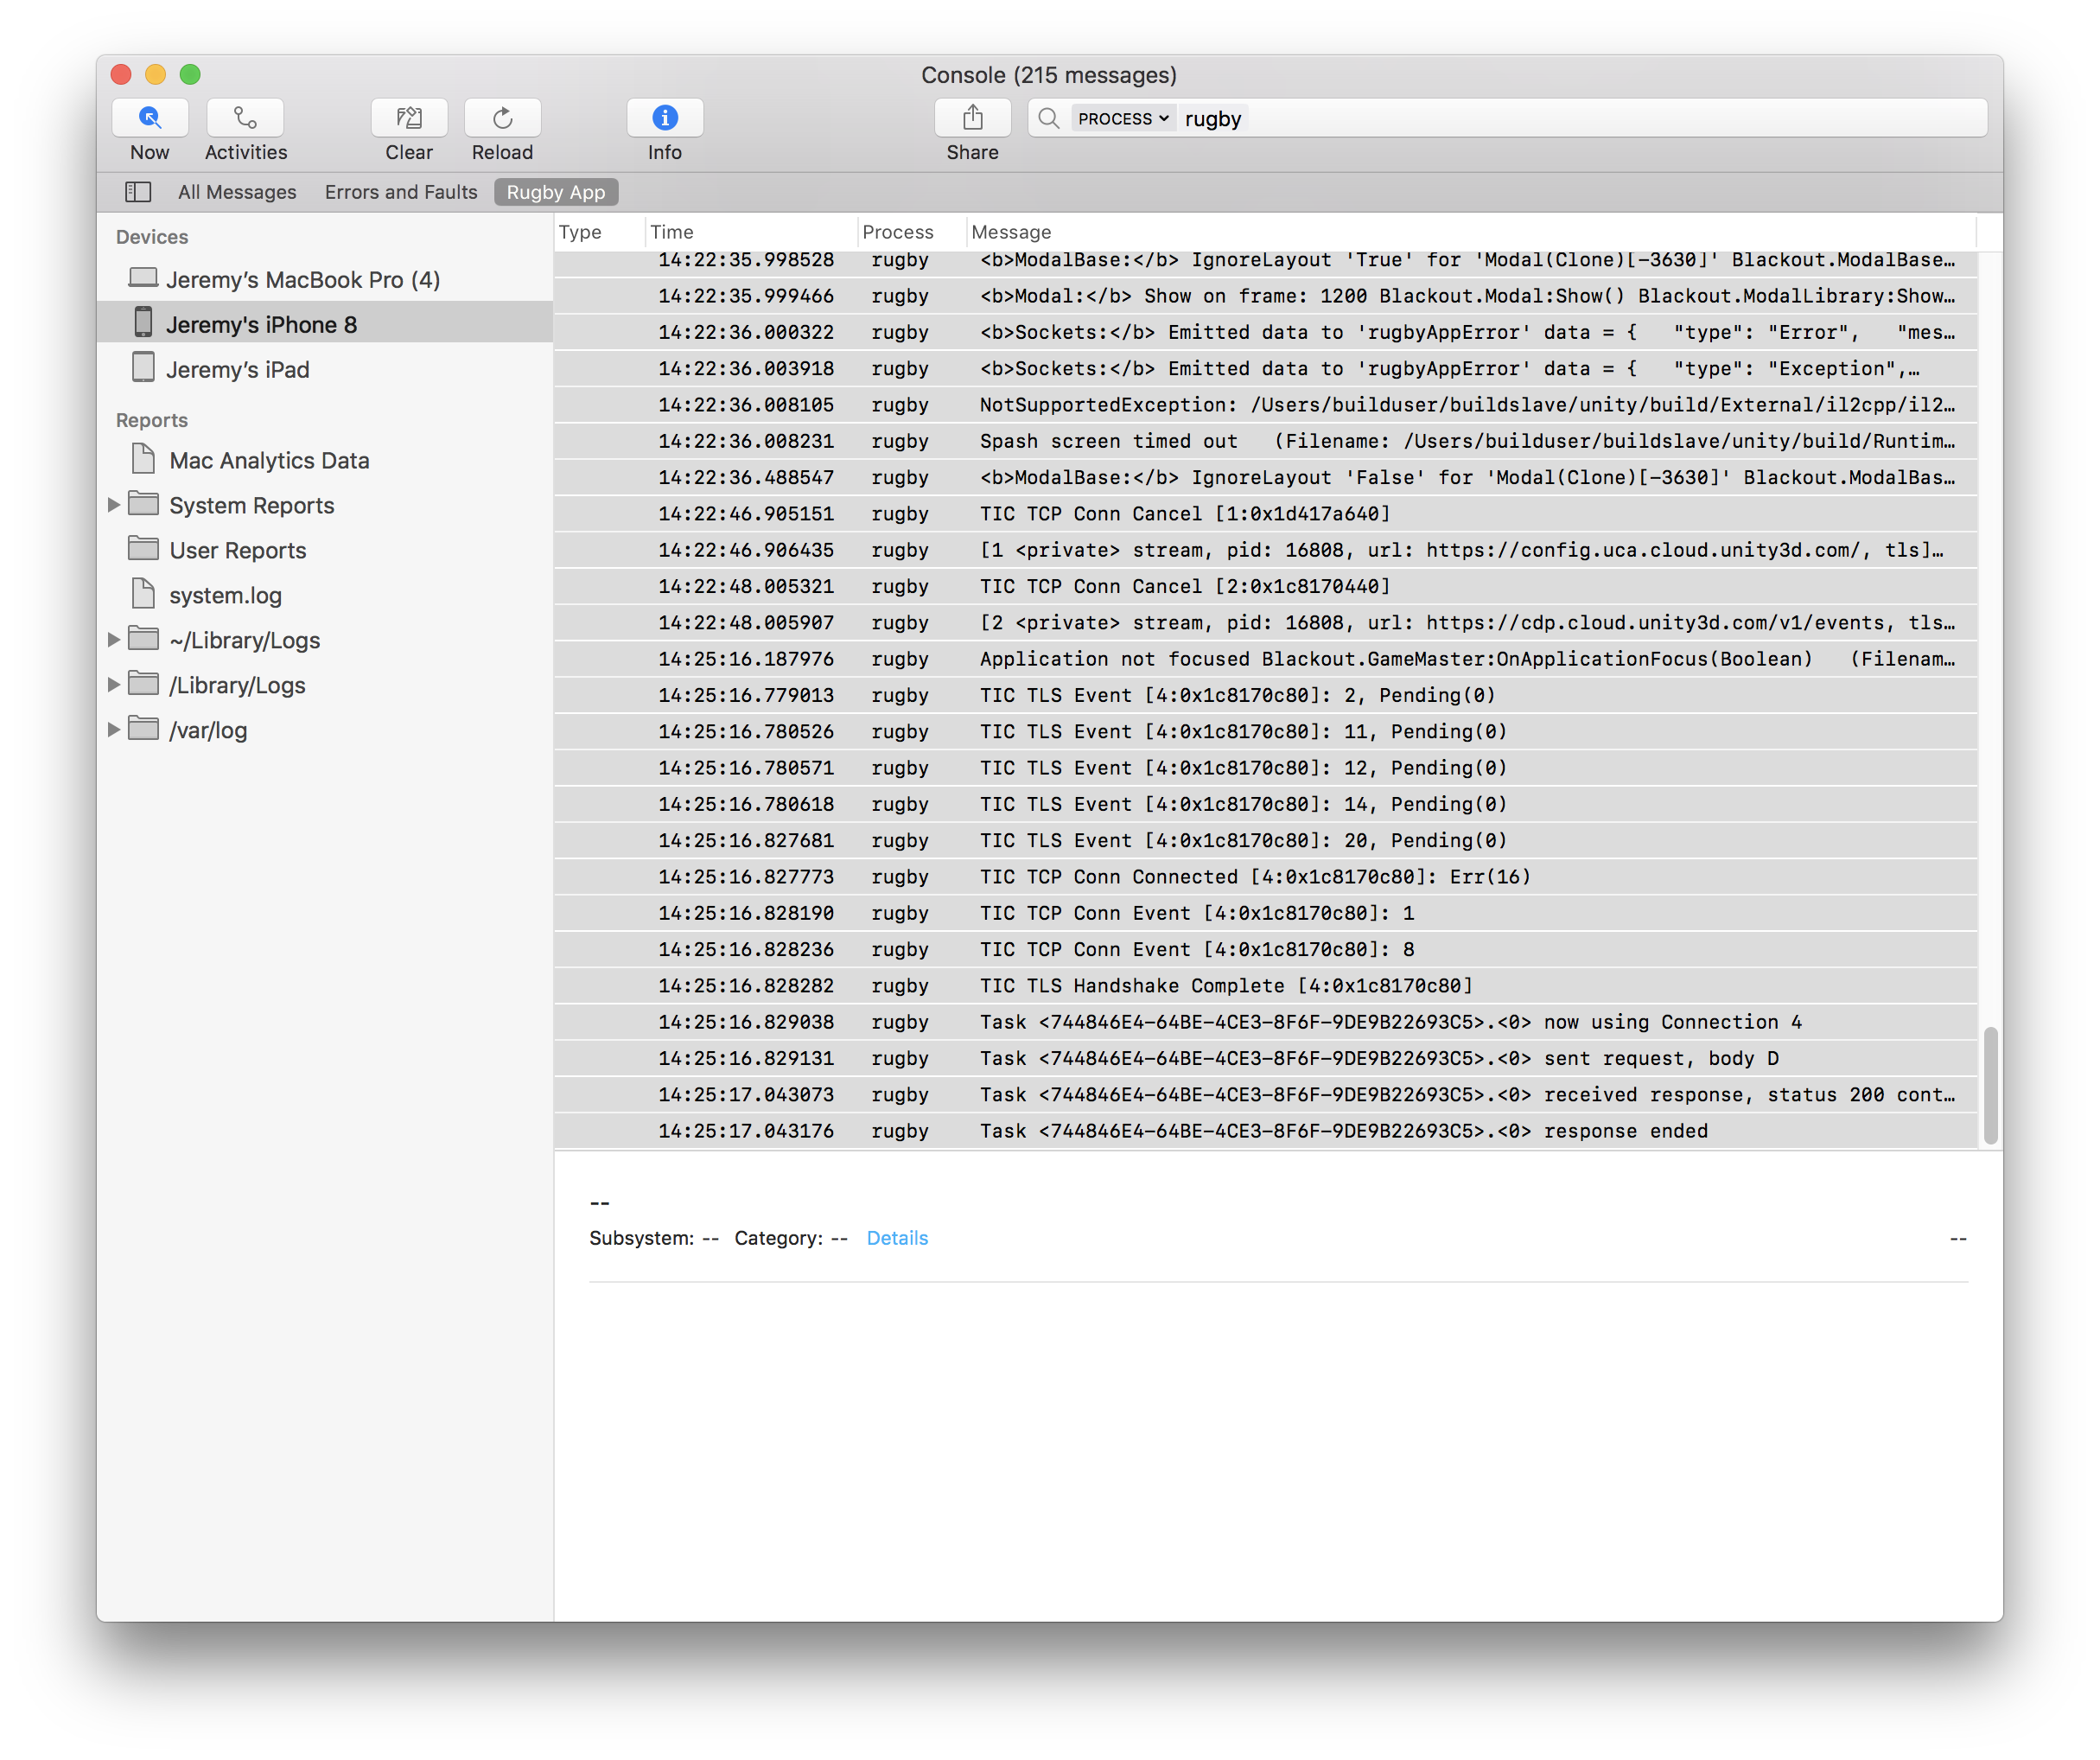 Console (215 messages)
PROCESS rugby
Now Activities Clear Reload Info Share
All Messages Errors and Faults Rugby App
Devices
Jeremy’s MacBook Pro (4)
Jeremy's iPhone 8
Jeremy’s iPad
Reports
Mac Analytics Data
System Reports
User Reports
system.log
~/Library/Logs
/Library/Logs
/var/log
Type Time Process Message
14:22:35.998528 rugby <b>ModalBase:</b> IgnoreLayout 'True' for 'Modal(Clone)[-3630]' Blackout.ModalBase…
14:22:35.999466 rugby <b>Modal:</b> Show on frame: 1200 Blackout.Modal:Show() Blackout.ModalLibrary:Show…
14:22:36.000322 rugby <b>Sockets:</b> Emitted data to 'rugbyAppError' data = { "type": "Error", "mes…
14:22:36.003918 rugby <b>Sockets:</b> Emitted data to 'rugbyAppError' data = { "type": "Exception",…
14:22:36.008105 rugby NotSupportedException: /Users/builduser/buildslave/unity/build/External/il2cpp/il2…
14:22:36.008231 rugby Spash screen timed out (Filename: /Users/builduser/buildslave/unity/build/Runtim…
14:22:36.488547 rugby <b>ModalBase:</b> IgnoreLayout 'False' for 'Modal(Clone)[-3630]' Blackout.ModalBas…
14:22:46.905151 rugby TIC TCP Conn Cancel [1:0x1d417a640]
14:22:46.906435 rugby [1 <private> stream, pid: 16808, url: https://config.uca.cloud.unity3d.com/, tls]…
14:22:48.005321 rugby TIC TCP Conn Cancel [2:0x1c8170440]
14:22:48.005907 rugby [2 <private> stream, pid: 16808, url: https://cdp.cloud.unity3d.com/v1/events, tls…
14:25:16.187976 rugby Application not focused Blackout.GameMaster:OnApplicationFocus(Boolean) (Filenam…
14:25:16.779013 rugby TIC TLS Event [4:0x1c8170c80]: 2, Pending(0)
14:25:16.780526 rugby TIC TLS Event [4:0x1c8170c80]: 11, Pending(0)
14:25:16.780571 rugby TIC TLS Event [4:0x1c8170c80]: 12, Pending(0)
14:25:16.780618 rugby TIC TLS Event [4:0x1c8170c80]: 14, Pending(0)
14:25:16.827681 rugby TIC TLS Event [4:0x1c8170c80]: 20, Pending(0)
14:25:16.827773 rugby TIC TCP Conn Connected [4:0x1c8170c80]: Err(16)
14:25:16.828190 rugby TIC TCP Conn Event [4:0x1c8170c80]: 1
14:25:16.828236 rugby TIC TCP Conn Event [4:0x1c8170c80]: 8
14:25:16.828282 rugby TIC TLS Handshake Complete [4:0x1c8170c80]
14:25:16.829038 rugby Task <744846E4-64BE-4CE3-8F6F-9DE9B22693C5>.<0> now using Connection 4
14:25:16.829131 rugby Task <744846E4-64BE-4CE3-8F6F-9DE9B22693C5>.<0> sent request, body D
14:25:17.043073 rugby Task <744846E4-64BE-4CE3-8F6F-9DE9B22693C5>.<0> received response, status 200 cont…
14:25:17.043176 rugby Task <744846E4-64BE-4CE3-8F6F-9DE9B22693C5>.<0> response ended
--
Subsystem: -- Category: -- Details --